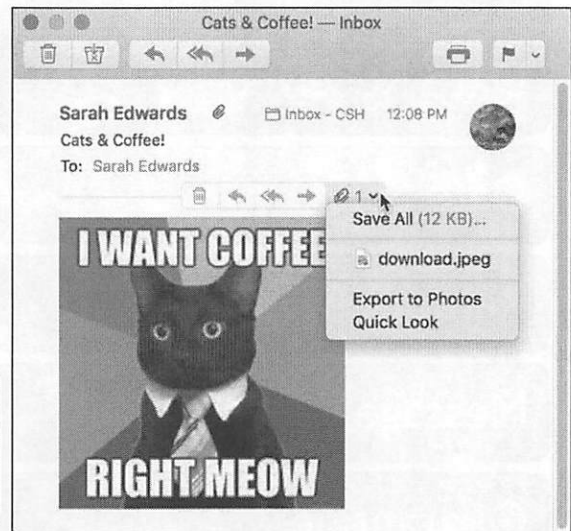 Cats & Coffee! — Inbox
Sarah Edwards Inbox - CSH 12:08 PM
Cats & Coffee!
To: Sarah Edwards
1
Save All (12 KB)...
download.jpeg
Export to Photos
Quick Look
I WANT COFFEE
RIGHT MEOW